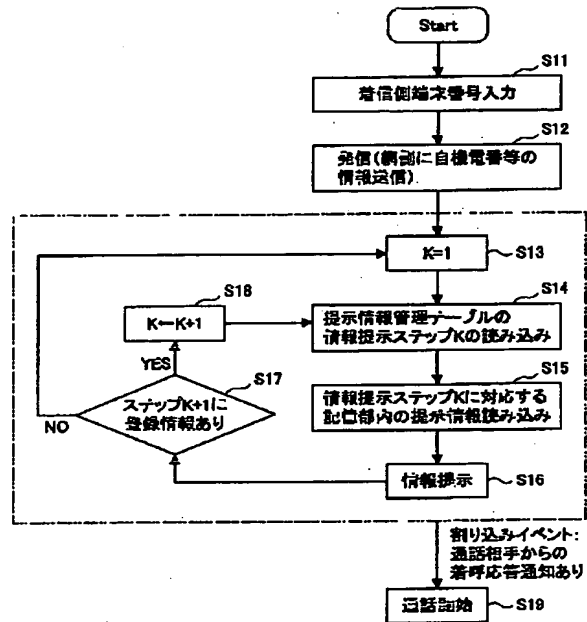 Start
S11
着信側端末番号入力
S12
発信(網側に自機電番等の
情報送信)
K=1
S13
S18
K←K+1
S14
提示情報管理テーブルの
情報提示ステップKの読み込み
YES
S17
ステップK+1に
登録情報あり
NO
S15
情報提示ステップKに対応する
記憶部内の提示情報読み込み
情報提示
S16
割り込みイベント:
通話相手からの
着呼応答通知あり
通話開始
S19